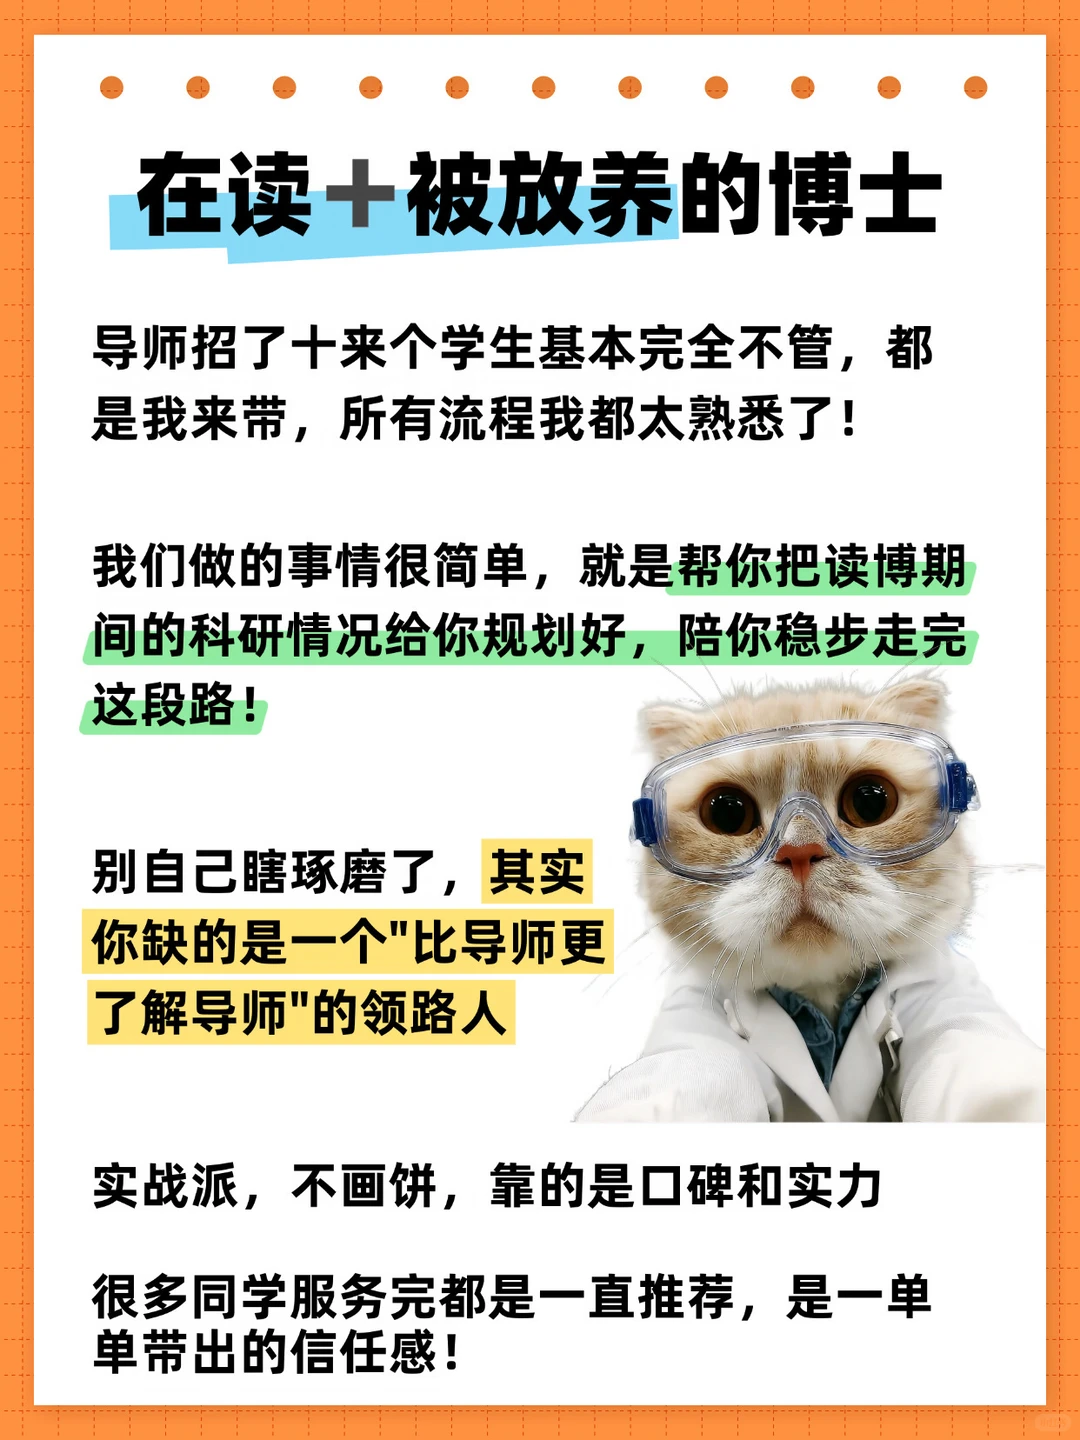 在读➕被放养的博士
导师招了十来个学生基本完全不管，都
是我来带，所有流程我都太熟悉了！
我们做的事情很简单，就是帮你把读博期
间的科研情况给你规划好，陪你稳步走完
这段路！
别自己瞎琢磨了，其实
你缺的是一个"比导师更
了解导师"的领路人
实战派，不画饼，靠的是口碑和实力
很多同学服务完都是一直推荐，是一单
单带出的信任感！